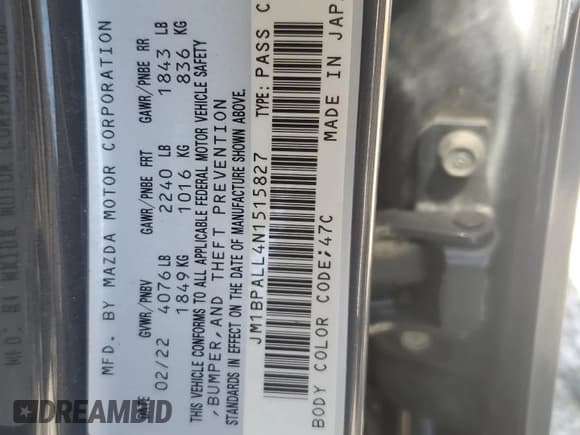 MFD. BY MAZDA MOTOR CORPORATION
GVWR/PNBV GAWR/PNBE FRT GAWR/PNBE RR
DATE 02/22 4076LB 2240 LB 1843 LB
1849KG 1016 KG 836 KG
THIS VEHICLE CONFORMS TO ALL APPLICABLE FEDERAL MOTOR VEHICLE SAFETY
,BUMPER,AND THEFT PREVENTION
STANDARDS IN EFFECT ON THE DATE OF MANUFACTURE SHOWN ABOVE.
JM1BPALL4N1515827 TYPE: PASS C
BODY COLOR CODE;47C MADE IN JAP
DREAMBID